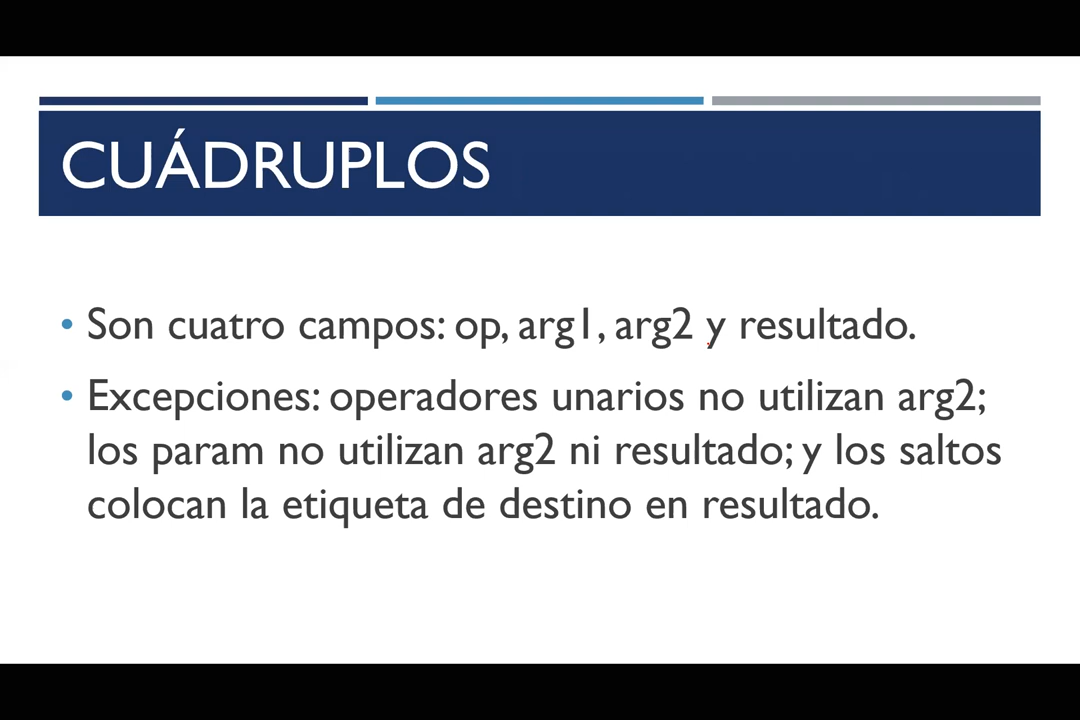 CUÁDRUPLOS
• Son cuatro campos: op, arg1, arg2 y resultado.
• Excepciones: operadores unarios no utilizan arg2;
los param no utilizan arg2 ni resultado; y los saltos
colocan la etiqueta de destino en resultado.